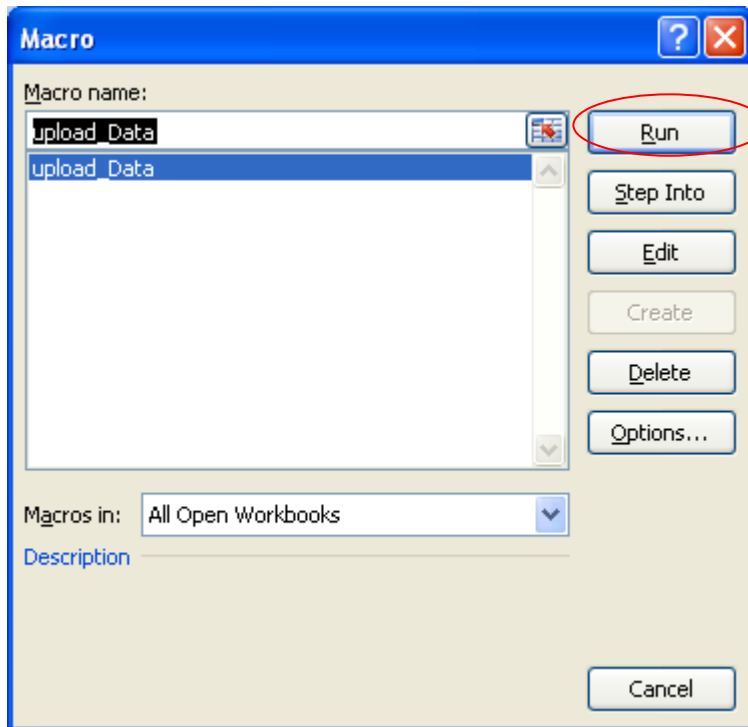 Macro
Macro name:
upload_Data
Run
upload_Data
Step Into
Edit
Create
Delete
Options...
Macros in:
All Open Workbooks
Description
Cancel